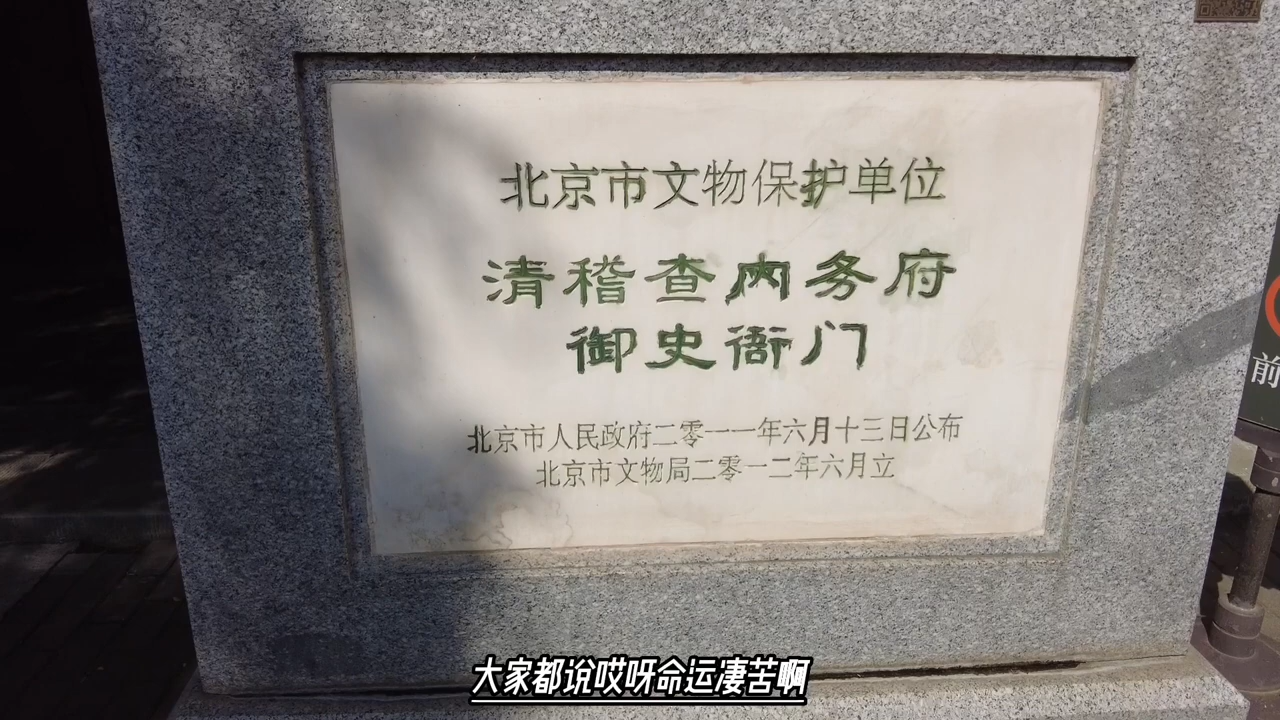 北京市文物保护单位
清稽查内务府
御史衙门
北京市人民政府二零一一年六月十三日公布
北京市文物局二零一二年六月立
前
大家都说哎呀命运凄苦啊